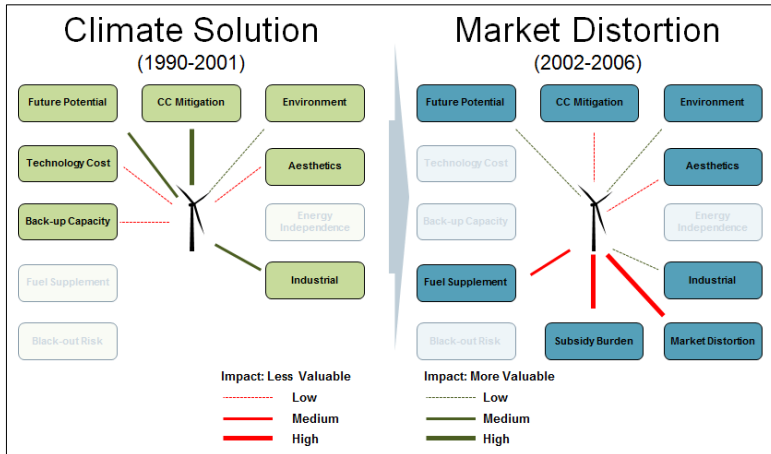 Climate Solution
(1990-2001)
Future Potential
CC Mitigation
Environment
Technology Cost
Aesthetics
Back-up Capacity
Energy
Independence
Fuel Supplement
Industrial
Black-out Risk
Market Distortion
(2002-2006)
Future Potential
CC Mitigation
Environment
Technology Cost
Aesthetics
Back-up Capacity
Energy
Independence
Fuel Supplement
Industrial
Black-out Risk
Subsidy Burden
Market Distortion
Impact: Less Valuable
Low
Medium
High
Impact: More Valuable
Low
Medium
High